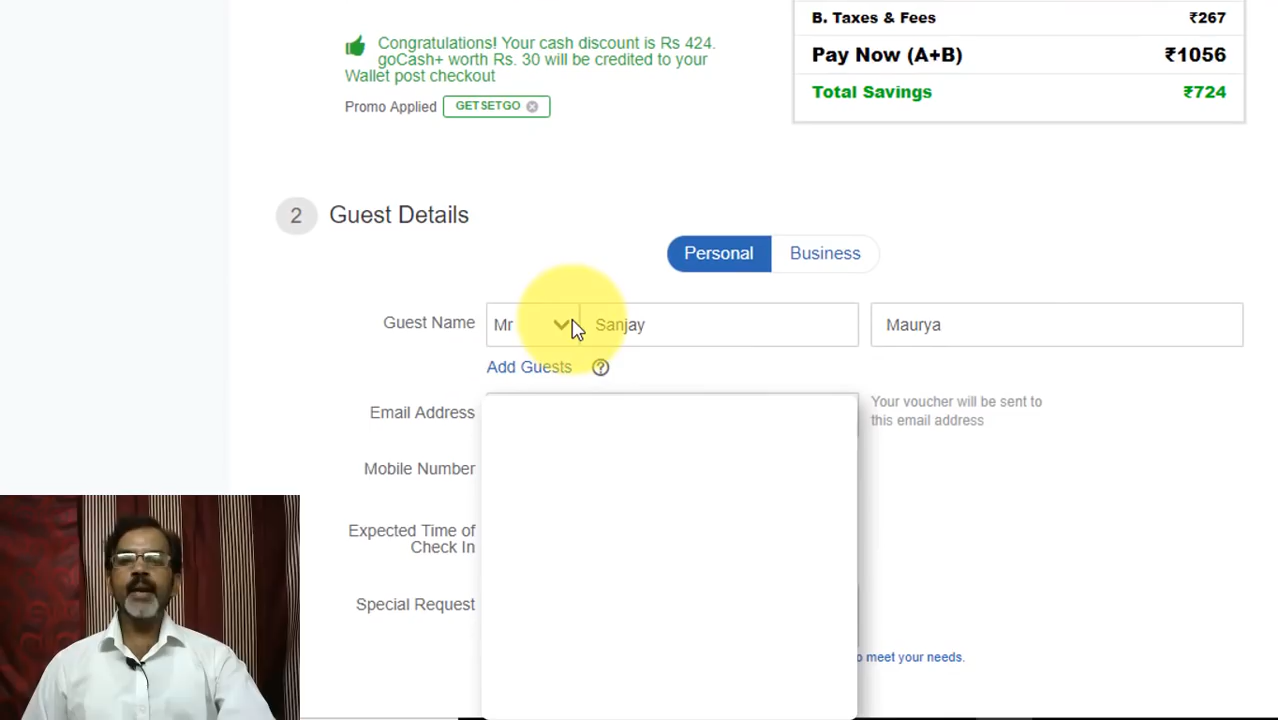 B. Taxes & Fees ₹267
Pay Now (A+B) ₹1056
Total Savings ₹724
Congratulations! Your cash discount is Rs 424.
goCash+ worth Rs. 30 will be credited to your
Wallet post checkout
Promo Applied GETSETGO
2 Guest Details
Personal Business
Guest Name Mr Sanjay Maurya
Add Guests ?
Email Address
Your voucher will be sent to
this email address
Mobile Number
Expected Time of
Check In
Special Request
to meet your needs.